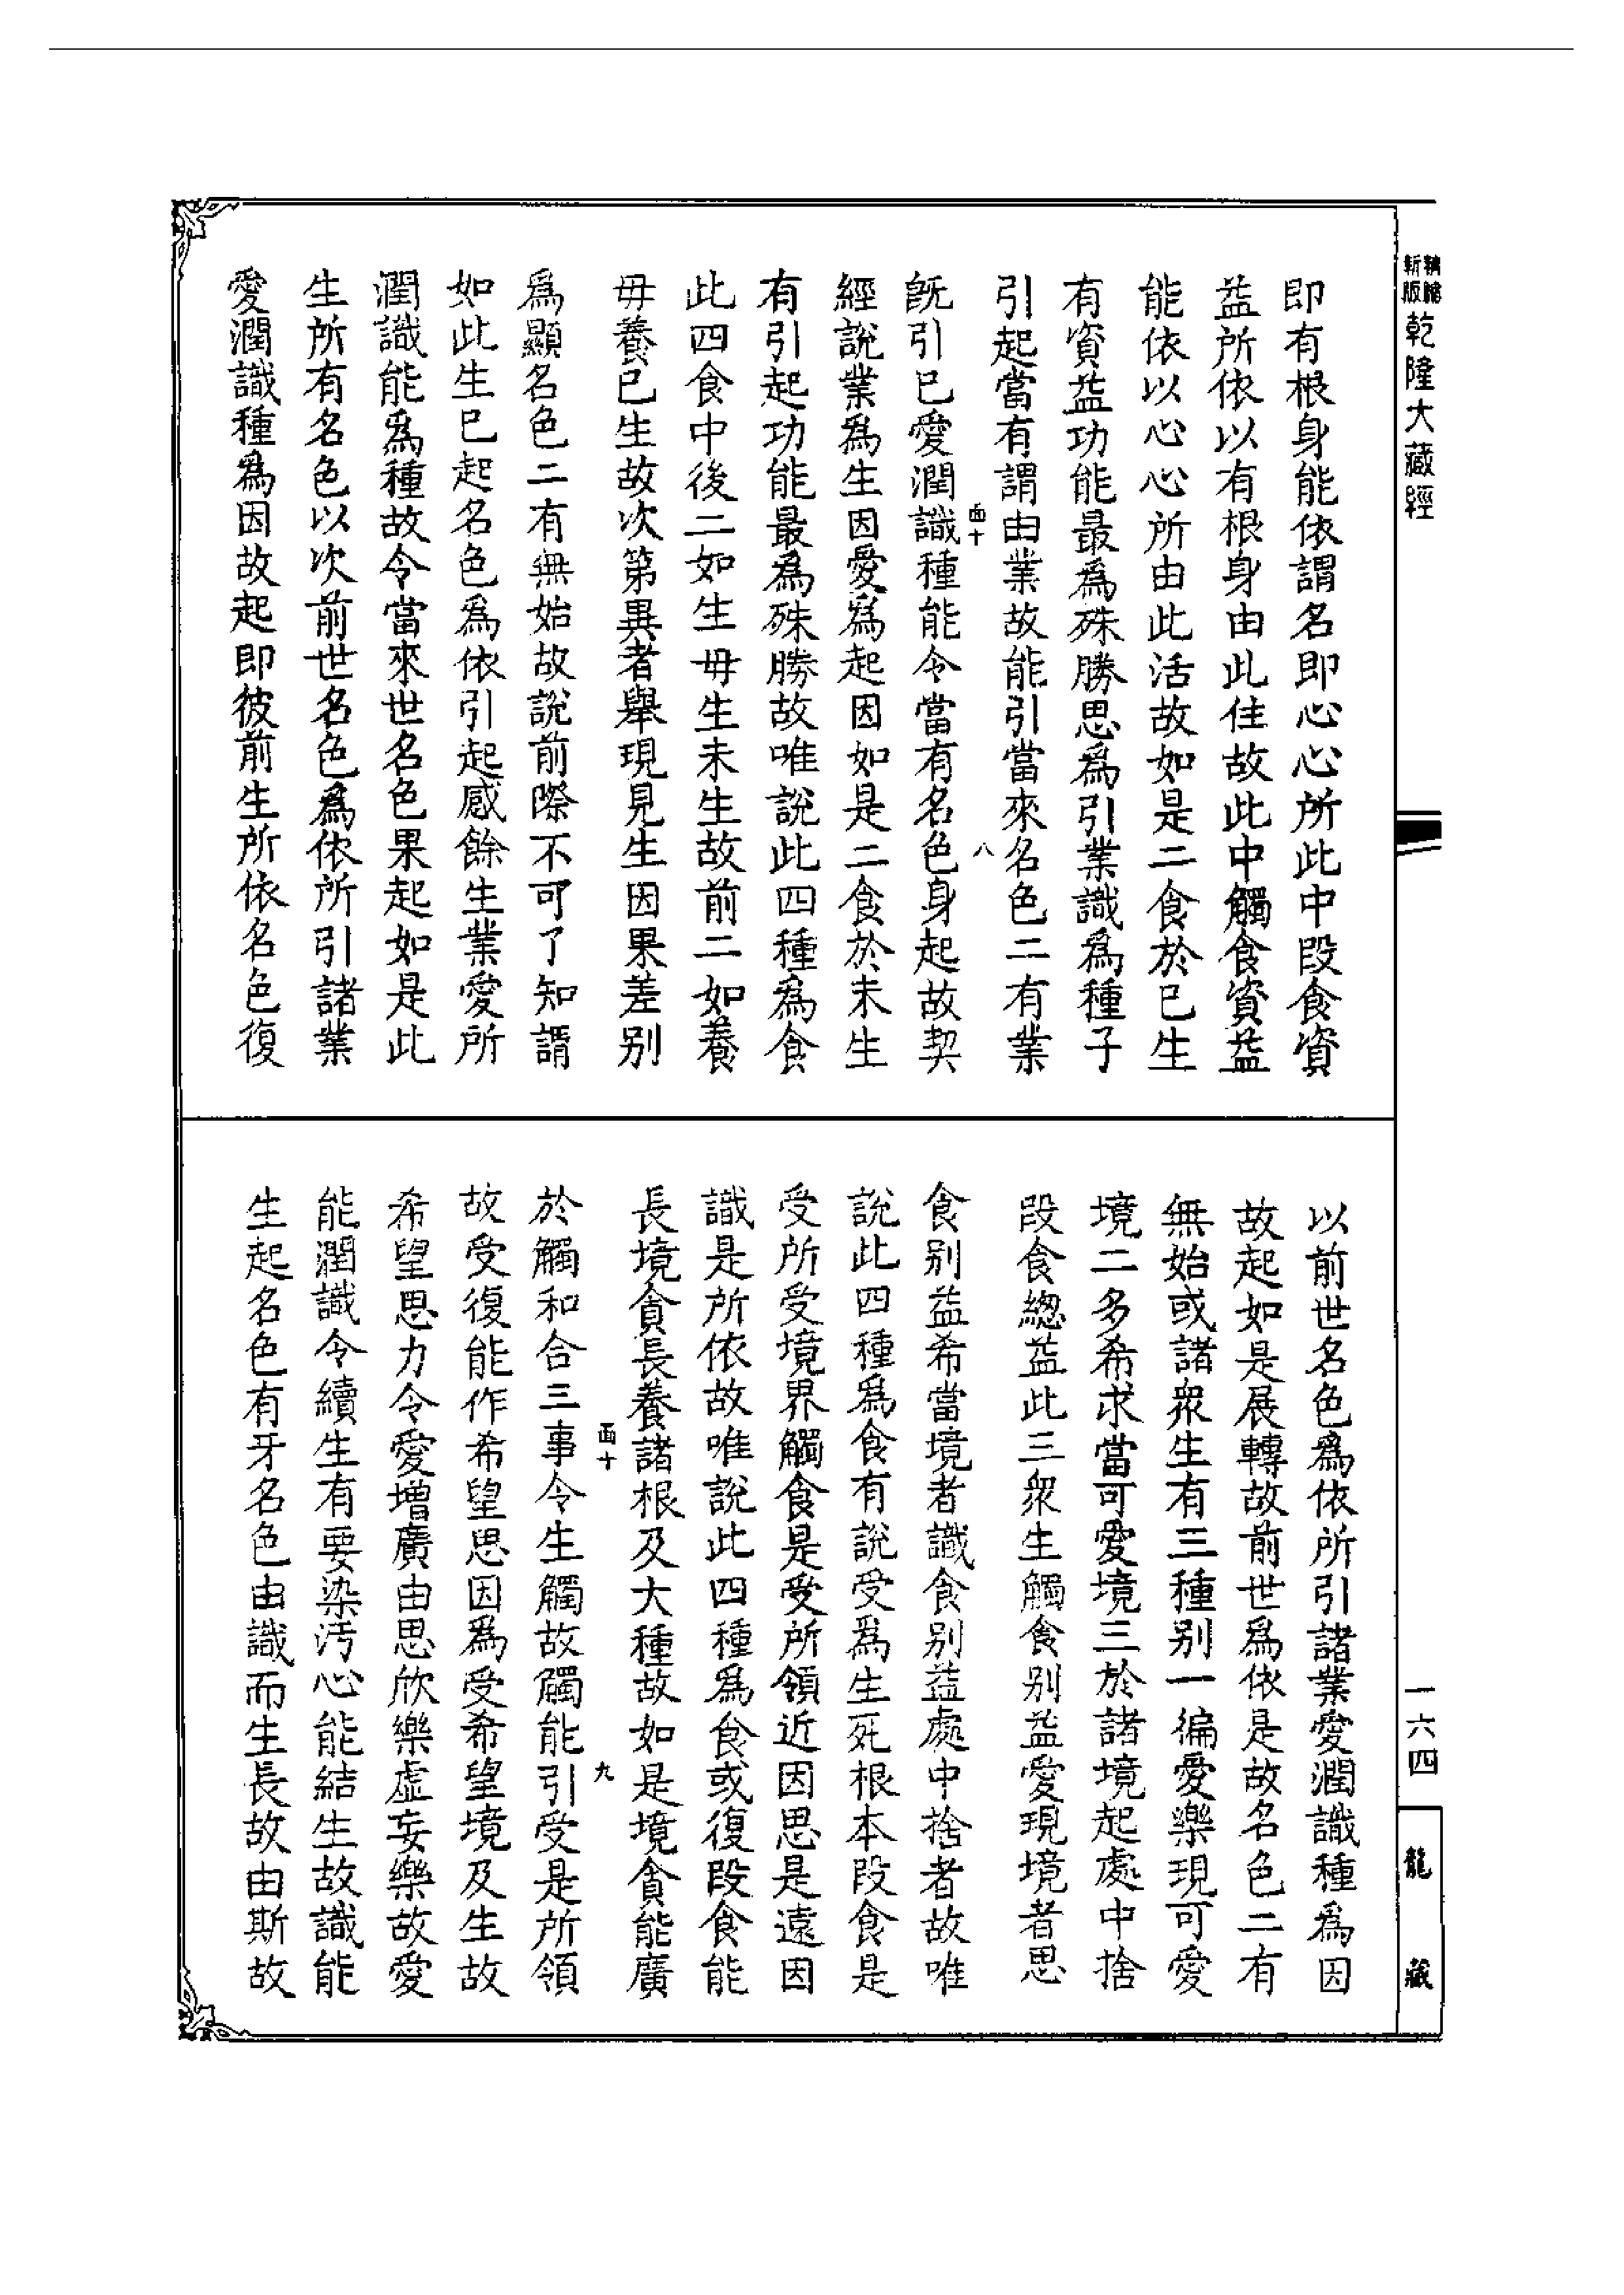 精縮
新版
乾隆大藏經
一六四
龍藏
即有根身能依謂名即心心所此中段食資
益所依以有根身由此住故此中觸食資益
能依以心心所由此活故如是二食於已生
有資益功能最為殊勝思為引業識為種子
引起當有謂由業故能引當來名色二有業
面十
八
既引已愛潤識種能令當有名色身起故契
經說業為生因愛為起因如是二食於未生
有引起功能最為殊勝故唯說此四種為食
此四食中後二如生母生未生故前二如養
母養已生故次第異者舉現見生因果差別
為顯名色二有無始故說前際不可了知謂
如此生已起名色為依引起感餘生業愛所
潤識能為種故令當來世名色果起如是此
生所有名色以次前世名色為依所引諸業
愛潤識種為因故起即彼前生所依名色復
以前世名色為依所引諸業愛潤識種為因
故起如是展轉故前世為依是故名色二有
無始或諸衆生有三種別一徧愛樂現可愛
境二多希求當可愛境三於諸境起處中捨
段食總益此三衆生觸食別益愛現境者思
食別益希當境者識食別益處中捨者故唯
說此四種為食有說受為生死根本段食是
受所受境界觸食是受所領近因思是遠因
識是所依故唯說此四種為食或復段食能
長境貪長養諸根及大種故如是境貪能廣
面十
九
於觸和合三事令生觸故觸能引受是所領
故受復能作希望思因為受希望境及生故
希望思力令愛增廣由思欣樂虛妄樂故愛
能潤識令續生有要染汚心能結生故識能
生起名色有牙名色由識而生長故由斯故